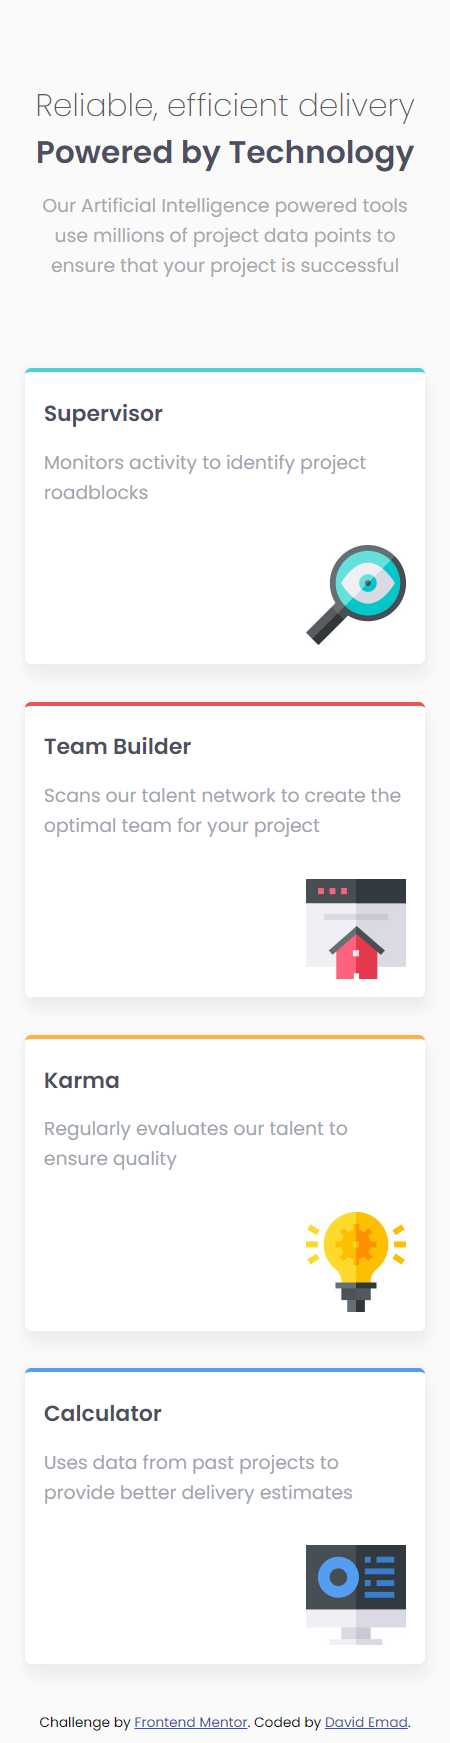 Reliable, efficient delivery
Powered by Technology
Our Artificial Intelligence powered tools
use millions of project data points to
ensure that your project is successful
Supervisor
Monitors activity to identify project
roadblocks
Team Builder
Scans our talent network to create the
optimal team for your project
Karma
Regularly evaluates our talent to
ensure quality
Calculator
Uses data from past projects to
provide better delivery estimates
Challenge by Frontend Mentor. Coded by David Emad.